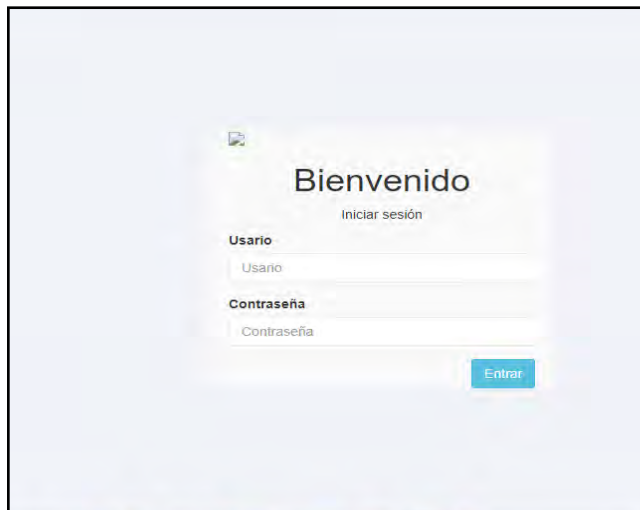 Bienvenido
Iniciar sesión
Usario
Usario
Contraseña
Contraseña
Entrar